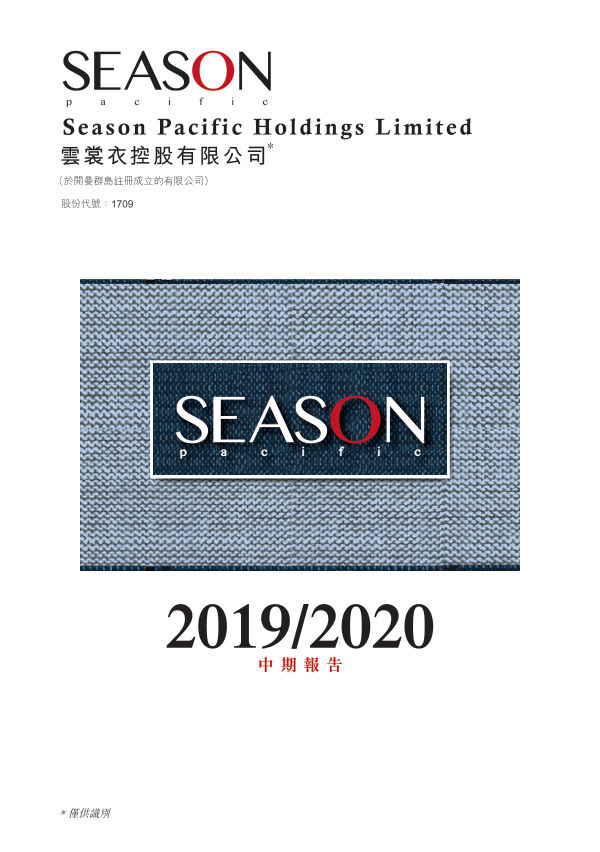 SEASON
pacific
Season Pacific Holdings Limited
雲裳衣控股有限公司*
（於開曼群島註冊成立的有限公司）
股份代號：1709
SEASON
pacific
2019/2020
中期報告
* 僅供識別